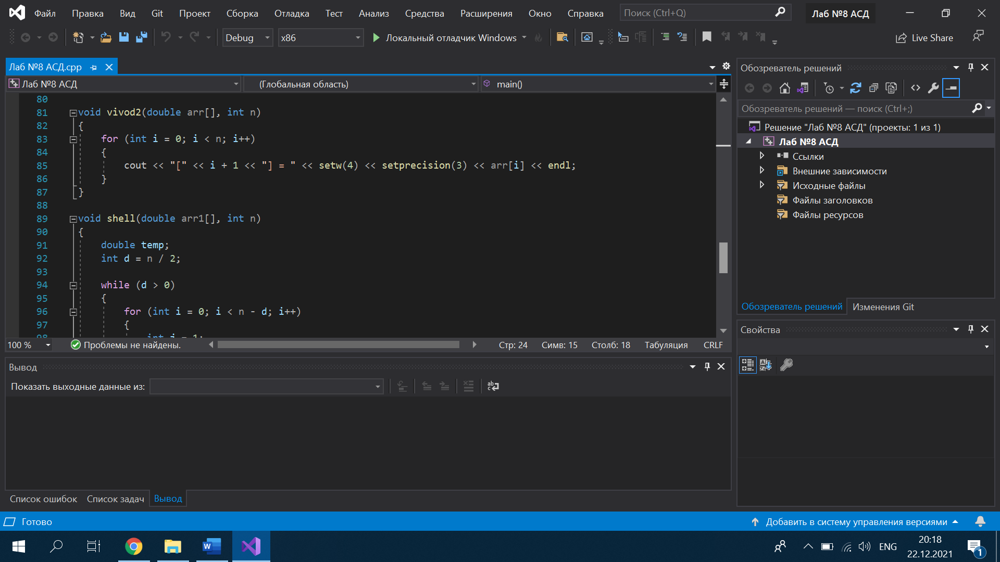 Файл Правка Вид Git Проект Сборка Отладка Тест Анализ Средства Расширения Окно Справка Поиск (Ctrl+Q) Лаб №8 АСД
Debug x86 Локальный отладчик Windows Live Share
Лаб №8 АСД.cpp
Лаб №8 АСД (Глобальная область) main()
80
81 void vivod2(double arr[], int n)
82 {
83 for (int i = 0; i < n; i++)
84 {
85 cout << "[" << i + 1 << "] = " << setw(4) << setprecision(3) << arr[i] << endl;
86 }
87 }
88
89 void shell(double arr1[], int n)
90 {
91 double temp;
92 int d = n / 2;
93
94 while (d > 0)
95 {
96 for (int i = 0; i < n - d; i++)
97 {
100 % Проблемы не найдены. Стр: 24 Симв: 15 Столб: 18 Табуляция CRLF
Вывод
Показать выходные данные из:
Список ошибок Список задач Вывод
Обозреватель решений
Обозреватель решений — поиск (Ctrl+;)
Решение "Лаб №8 АСД" (проекты: 1 из 1)
Лаб №8 АСД
Ссылки
Внешние зависимости
Исходные файлы
Файлы заголовков
Файлы ресурсов
Обозреватель решений Изменения Git
Свойства
Готово Добавить в систему управления версиями
ENG
20:18
22.12.2021
1